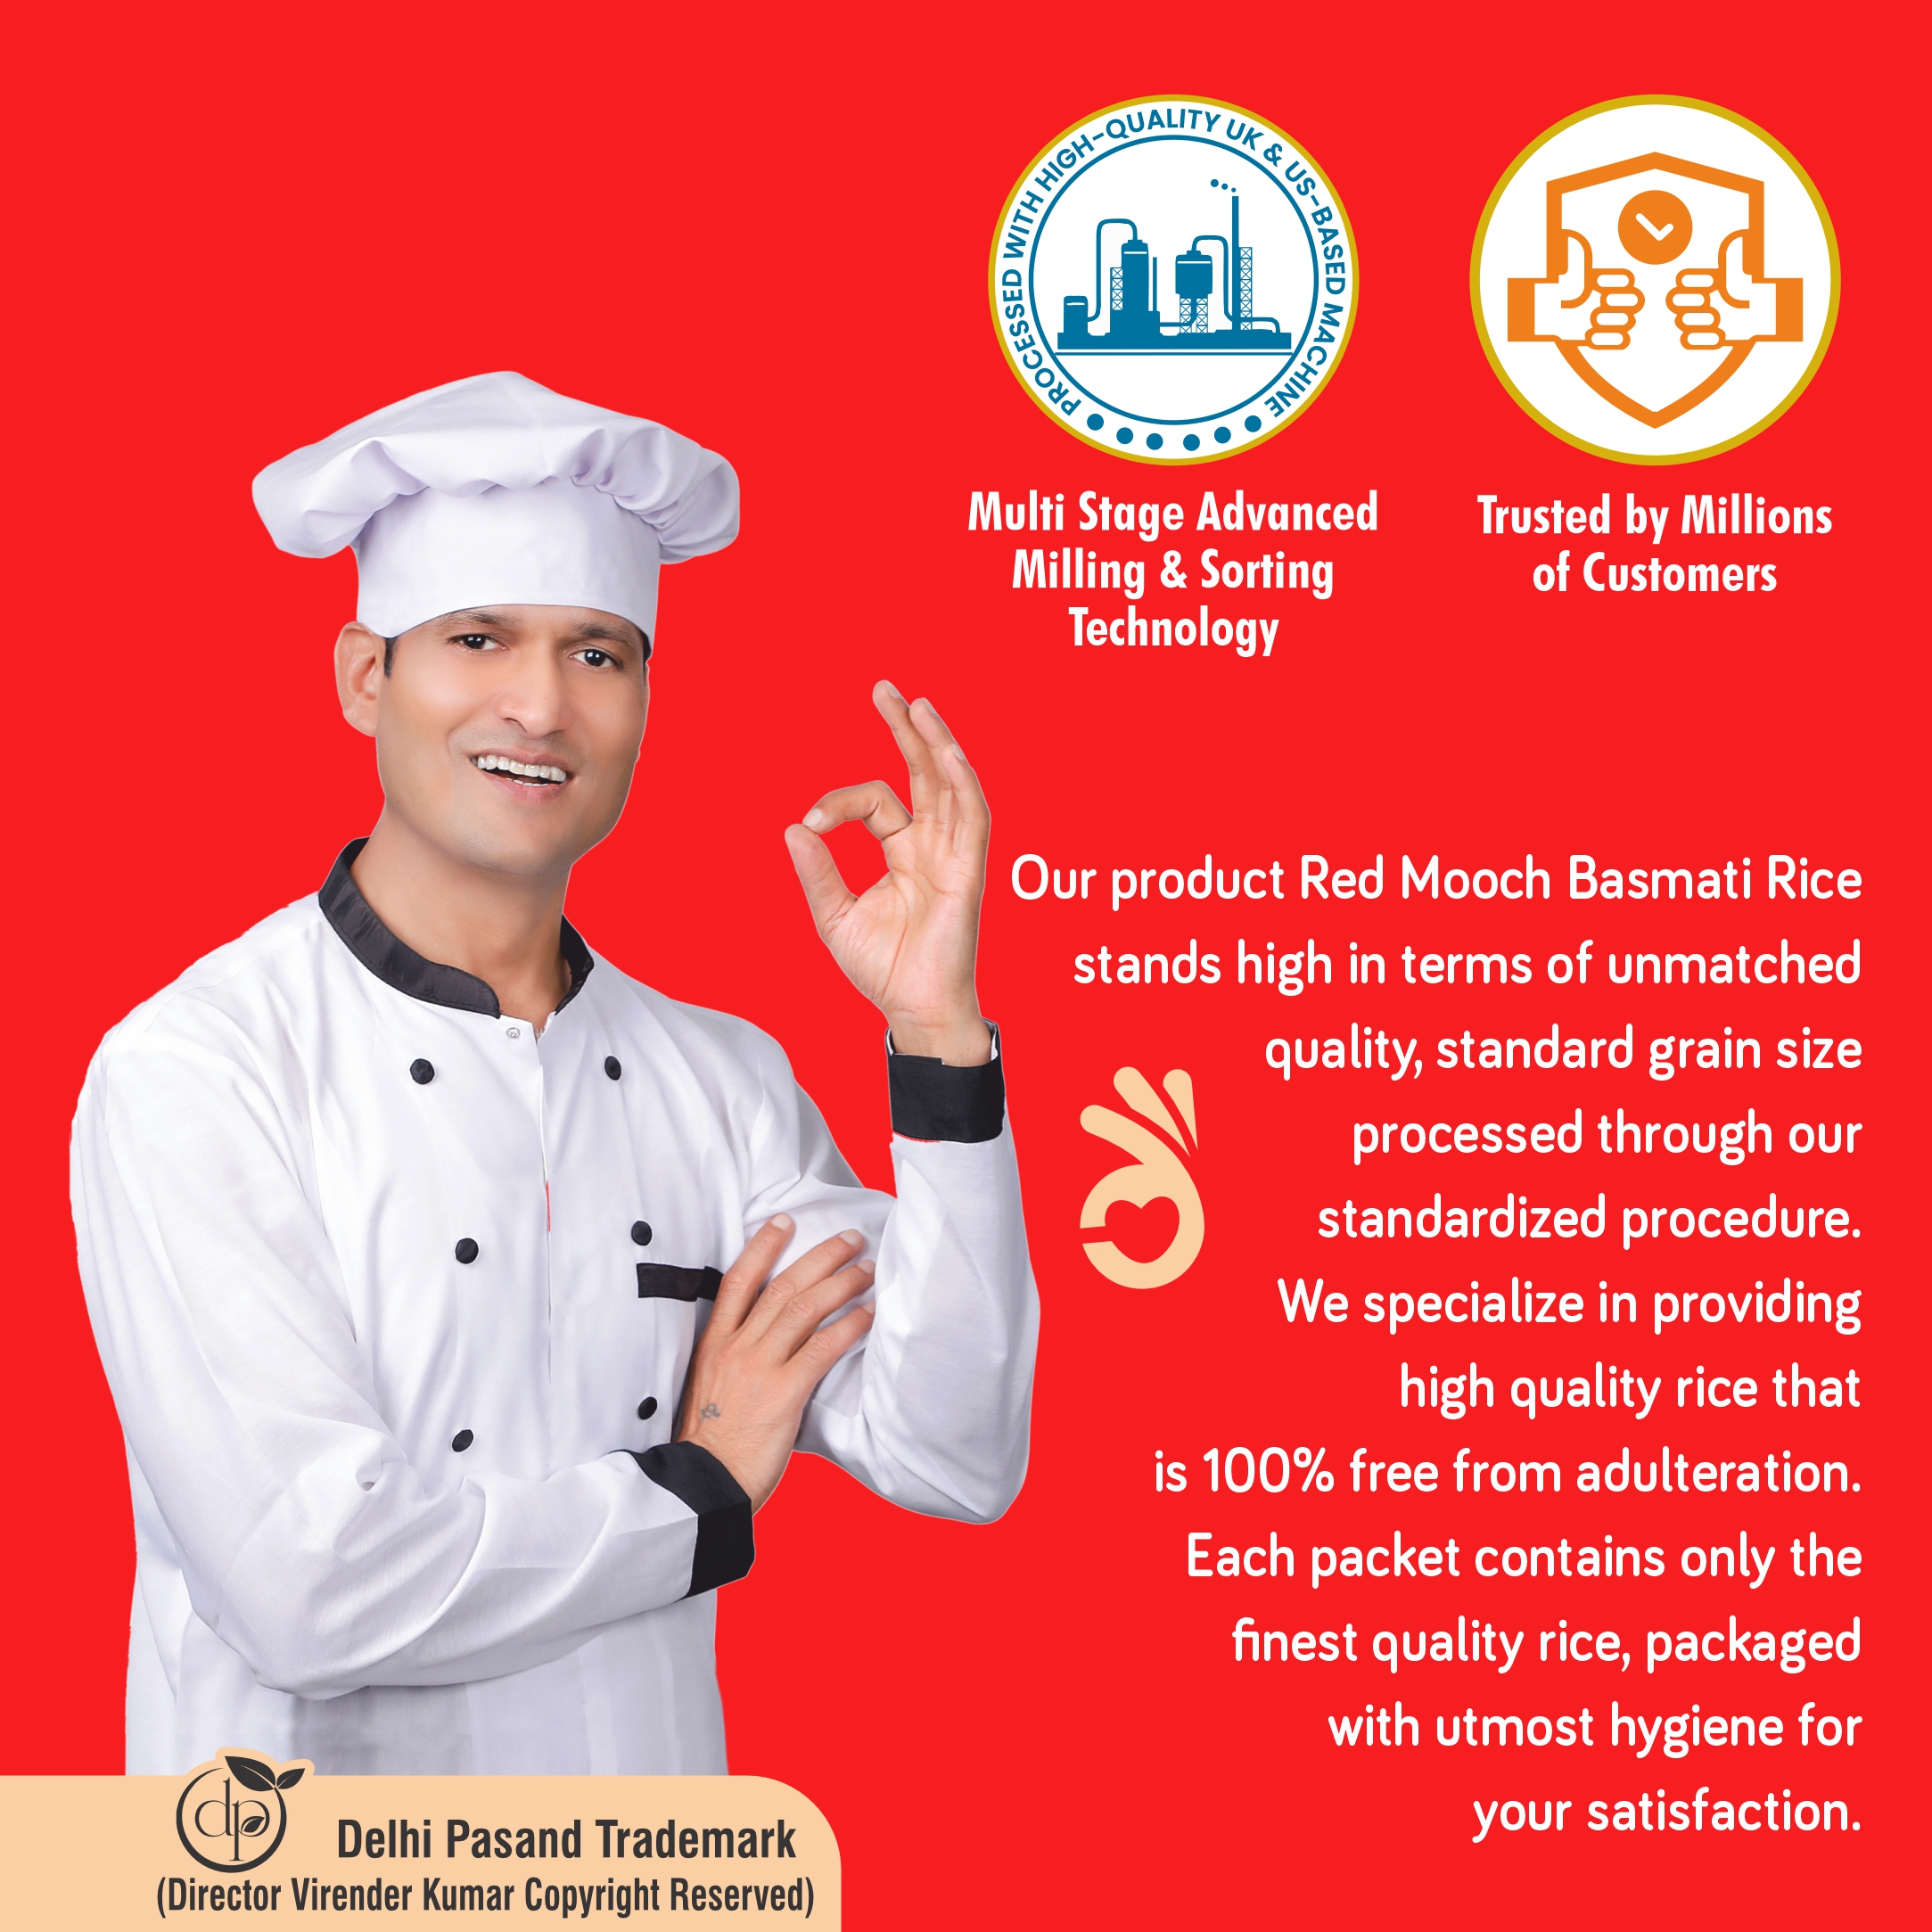 PROCESSED WITH HIGH-QUALITY UK & US-BASED MACHINE
Multi Stage Advanced
Milling & Sorting
Technology
Trusted by Millions
of Customers
Our product Red Mooch Basmati Rice
stands high in terms of unmatched
quality, standard grain size
processed through our
standardized procedure.
We specialize in providing
high quality rice that
is 100% free from adulteration.
Each packet contains only the
finest quality rice, packaged
with utmost hygiene for
your satisfaction.
dp
Delhi Pasand Trademark
(Director Virender Kumar Copyright Reserved)